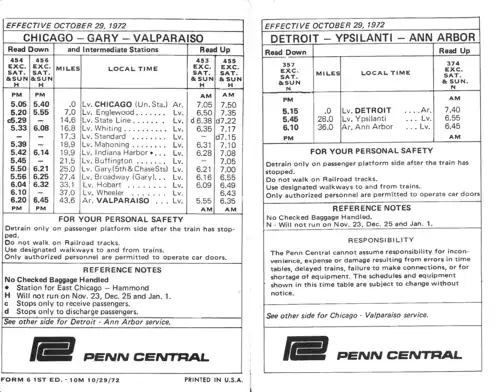 EFFECTIVE OCTOBER 29, 1972
CHICAGO – GARY – VALPARAISO
Read Down and Intermediate Stations Read Up
454 456 453 455
EXC. EXC. MILES LOCAL TIME EXC. EXC.
SAT. SAT. SAT. SAT.
&SUN &SUN &SUN &SUN
H H H H
PM PM AM AM
5.05 5.40 .0 Lv. CHICAGO (Un.Sta.) Ar. 7.05 7.50
5.20 5.55 7.0 Lv. Englewood....... Lv. 6.50 7.35
c5.29 – 14.6 Lv. State Line........ Lv. d 6.38 d7.22
5.33 6.08 16.8 Lv. Whiting.......... Lv. 6.35 7.17
– – 17.3 Lv. Standard ........ Lv. – d7.15
5.39 – 18.9 Lv. Mahoning........ Lv. 6.31 7.10
5.42 6.14 19.9 Lv. Indiana Harbor•... Lv. 6.28 7.08
5.45 – 21.5 Lv. Buffington ....... Lv. – 7.05
5.50 6.21 25.0 Lv. Gary(5th&ChaseSts) Lv. 6.21 7.00
5.56 6.25 27.4 Lv. Broadway (Gary)... Lv. 6.16 6.55
6.04 6.32 33.1 Lv. Hobart ......... Lv. 6.09 6.49
6.10 – 37.0 Lv. Wheeler ......... Lv. 6.43
6.20 6.45 43.6 Ar. VALPARAISO ... Lv. 5.55 6.35
PM PM AM AM
FOR YOUR PERSONAL SAFETY
Detrain only on passenger platform side after the train has stop-
ped.
Do not walk on Railroad tracks.
Use designated walkways to and from trains.
Only authorized personnel are permitted to operate car doors.
REFERENCE NOTES
No Checked Baggage Handled
• Station for East Chicago – Hammond
H Will not run on Nov. 23, Dec. 25 and Jan. 1.
c Stops only to receive passengers.
d Stops only to discharge passengers.
See other side for Detroit - Ann Arbor service.
PENN CENTRAL
FORM 6 1ST ED. - 10M 10/29/72 PRINTED IN U.S.A.
EFFECTIVE OCTOBER 29, 1972
DETROIT – YPSILANTI – ANN ARBOR
Read Down Read Up
357 374
EXC. MILES LOCAL TIME EXC.
SAT. SAT.
&SUN &SUN
N N
PM AM
5.15 .0 Lv. DETROIT ....Ar. 7.40
5.45 28.0 Lv. Ypsilanti ... Lv. 6.55
6.10 36.0 Ar. Ann Arbor ... Lv. 6.45
PM AM
FOR YOUR PERSONAL SAFETY
Detrain only on passenger platform side after the train has
stopped.
Do not walk on Railroad tracks.
Use designated walkways to and from trains.
Only authorized personnel are permitted to operate car doors
REFERENCE NOTES
No Checked Baggage Handled.
N - Will not run on Nov. 23, Dec. 25 and Jan. 1.
RESPONSIBILITY
The Penn Central cannot assume responsibility for incon-
venience, expense or damage resulting from errors in time
tables, delayed trains, failure to make connections, or for
shortage of equipment. The schedules and equipment
shown in this time table are subject to change without
notice.
See other side for Chicago - Valparaiso service.
PENN CENTRAL